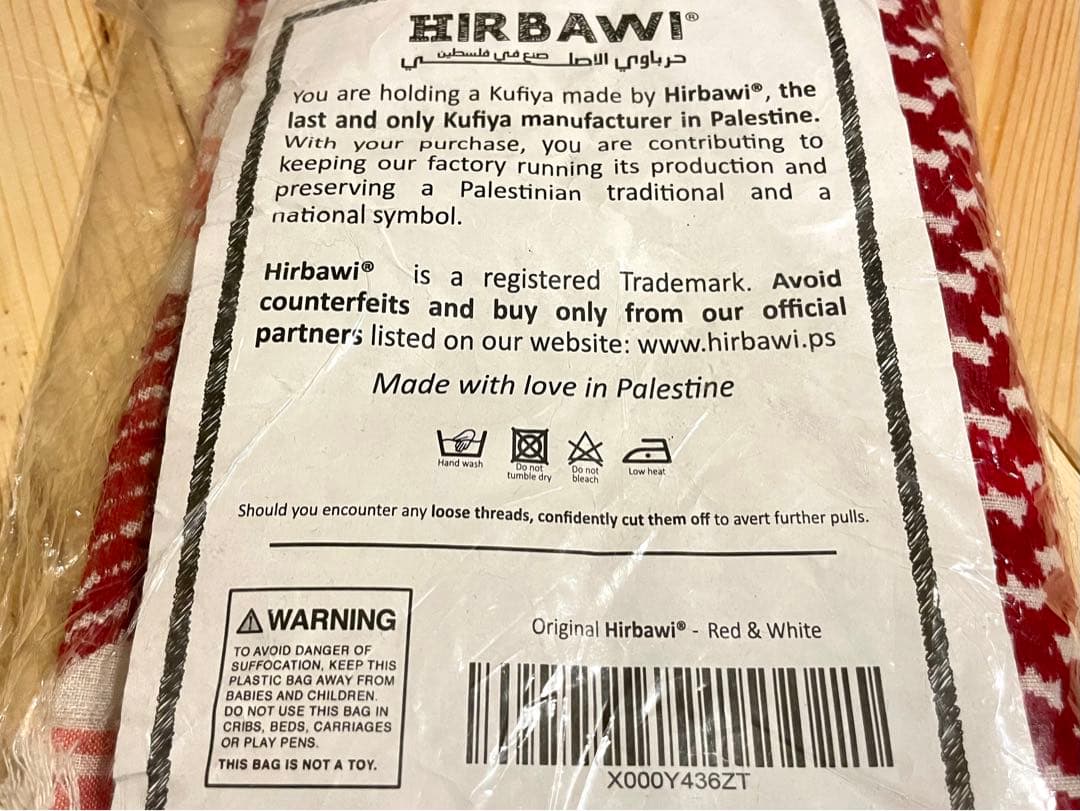 HIRBAWI®
حرباوي الاصلي صنع في فلسطين
You are holding a Kufiya made by Hirbawi®, the
last and only Kufiya manufacturer in Palestine.
With your purchase, you are contributing to
keeping our factory running its production and
preserving a Palestinian traditional and a
national symbol.
Hirbawi® is a registered Trademark. Avoid
counterfeits and buy only from our official
partners listed on our website: www.hirbawi.ps
Made with love in Palestine
Hand wash Do not tumble dry Do not bleach Low heat
Should you encounter any loose threads, confidently cut them off to avert further pulls.
WARNING
TO AVOID DANGER OF
SUFFOCATION, KEEP THIS
PLASTIC BAG AWAY FROM
BABIES AND CHILDREN.
DO NOT USE THIS BAG IN
CRIBS, BEDS, CARRIAGES
OR PLAY PENS.
THIS BAG IS NOT A TOY.
Original Hirbawi® - Red & White
X000Y436ZT